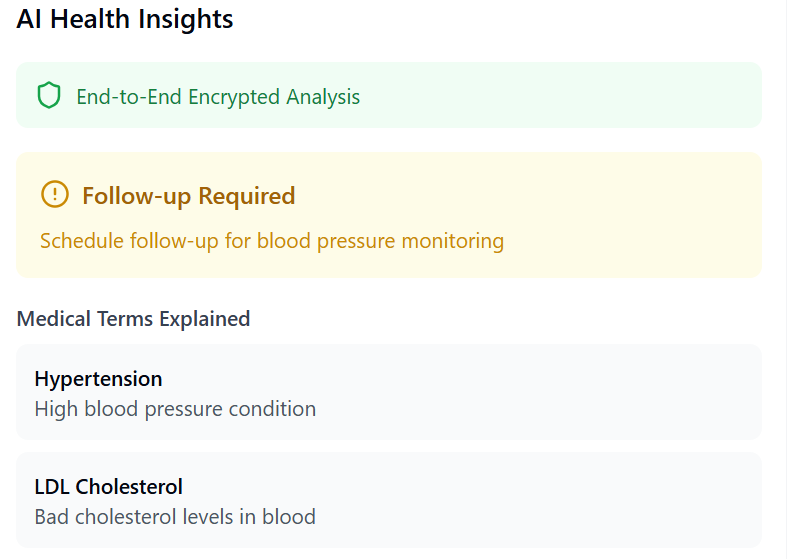 AI Health Insights
End-to-End Encrypted Analysis
Follow-up Required
Schedule follow-up for blood pressure monitoring
Medical Terms Explained
Hypertension
High blood pressure condition
LDL Cholesterol
Bad cholesterol levels in blood